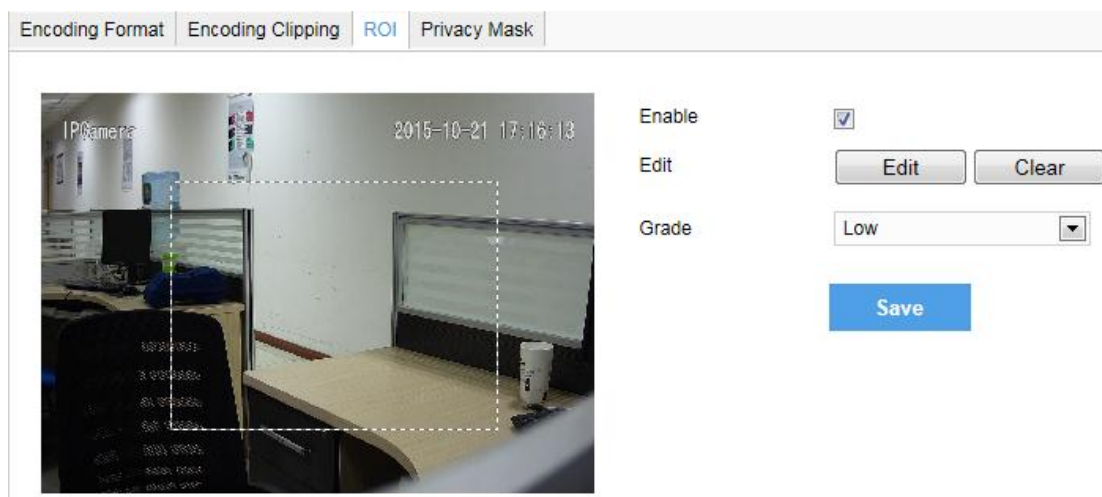 Encoding Format Encoding Clipping ROI Privacy Mask
IPCamera 2015-10-21 17:16:13
Enable
Edit Edit Clear
Grade Low
Save